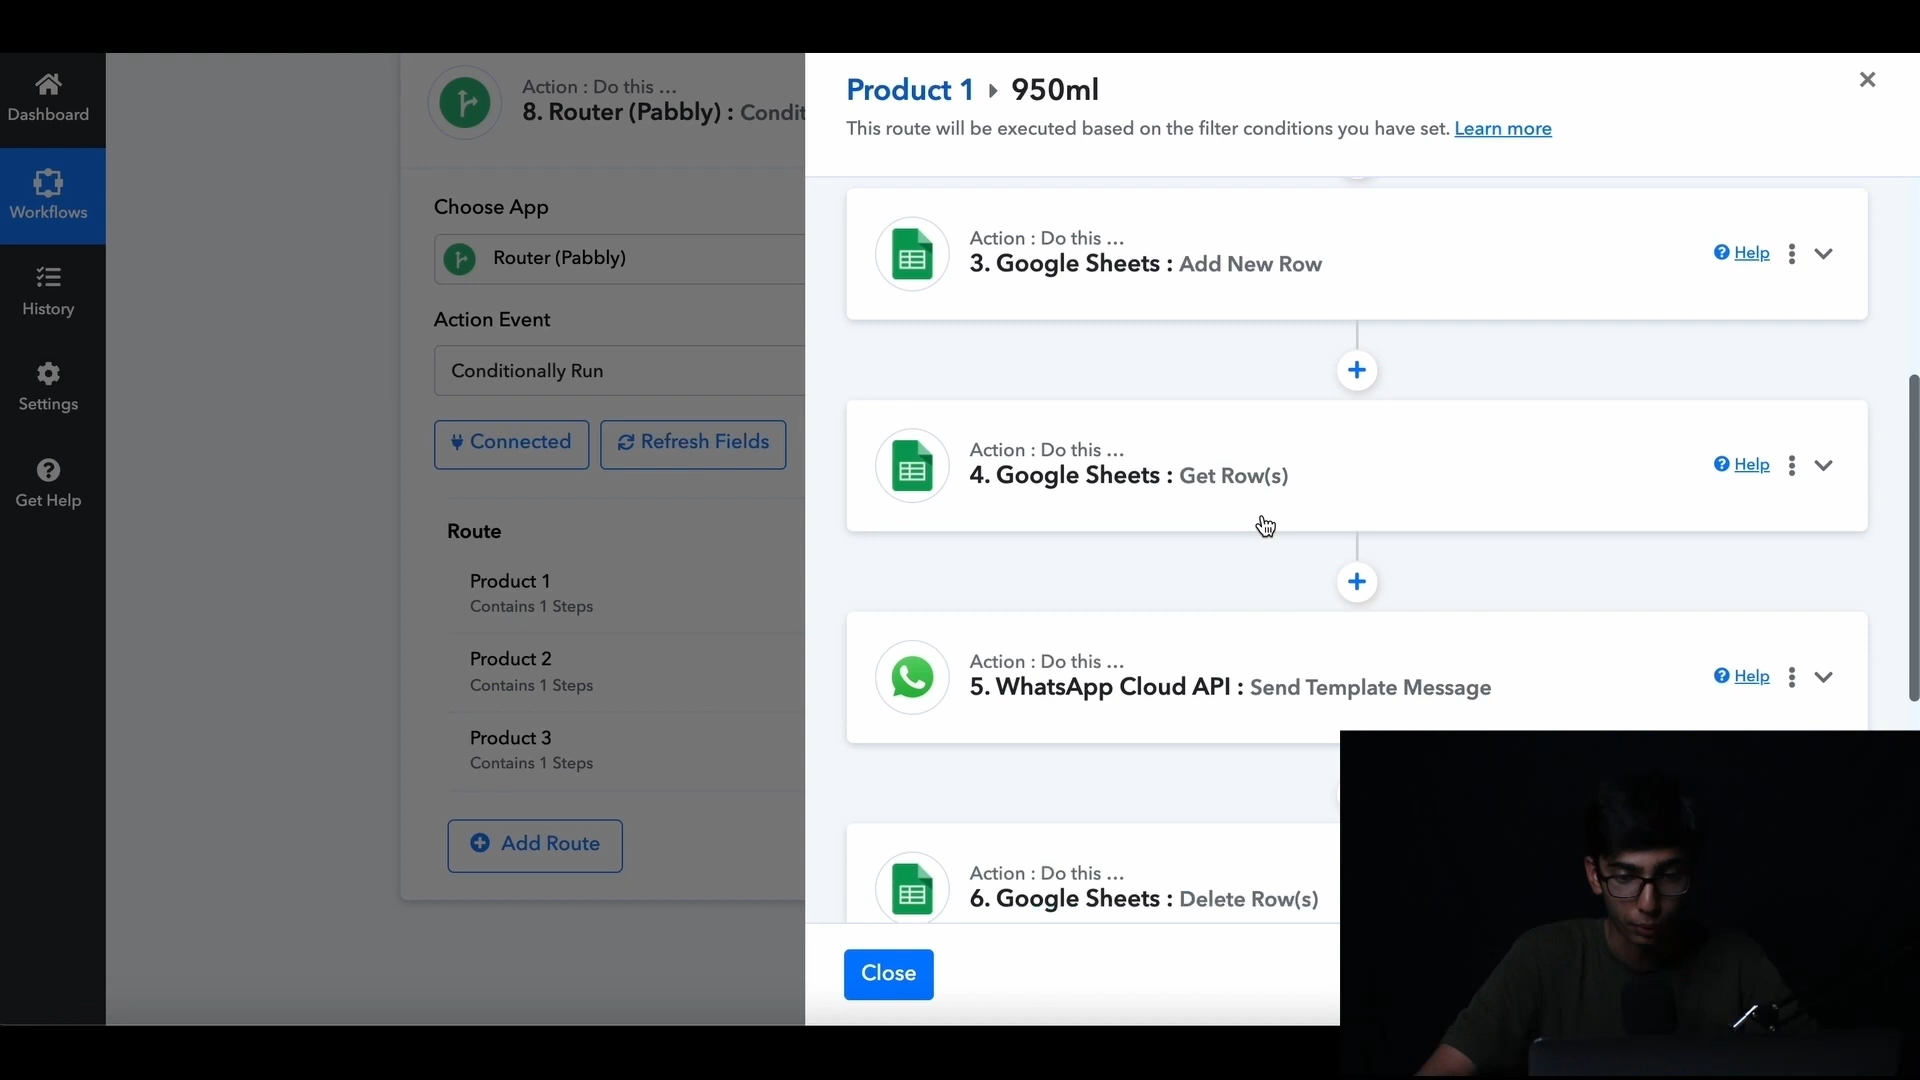 Dashboard
Workflows
History
Settings
Get Help
Action : Do this ...
8. Router (Pabbly) : Condit
Choose App
Router (Pabbly)
Action Event
Conditionally Run
Connected
Refresh Fields
Route
Product 1
Contains 1 Steps
Product 2
Contains 1 Steps
Product 3
Contains 1 Steps
Add Route
Product 1 950ml
This route will be executed based on the filter conditions you have set. Learn more
Action : Do this ...
3. Google Sheets : Add New Row
Help
Action : Do this ...
4. Google Sheets : Get Row(s)
Help
Action : Do this ...
5. WhatsApp Cloud API : Send Template Message
Help
Action : Do this ...
6. Google Sheets : Delete Row(s)
Close